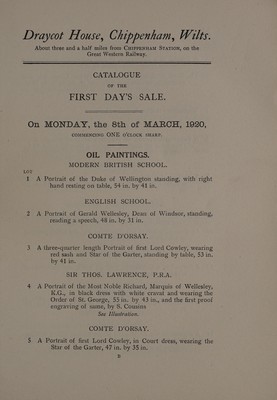 Draycot House, Chippenham, Wilts.
About three and a half miles from CHIPPENHAM STATION, on the
Great Western Railway.
CATALOGUE
OF THE
FIRST DAY'S SALE.
On MONDAY, the 8th of MARCH, 1920,
COMMENCING ONE O'CLOCK SHARP.
OIL PAINTINGS.
MODERN BRITISH SCHOOL.
LOT
1 A Portrait of the Duke of Wellington standing, with right
hand resting on table, 54 in. by 41 in.
ENGLISH SCHOOL.
2 A Portrait of Gerald Wellesley, Dean of Windsor, standing,
reading a speech, 48 in. by 31 in.
COMTE D'ORSAY.
3 A three-quarter length Portrait of first Lord Cowley, wearing
red sash and Star of the Garter, standing by table, 53 in.
by 41 in.
SIR THOS. LAWRENCE, P.R.A.
4 A Portrait of the Most Noble Richard, Marquis of Wellesley,
K.G., in black dress with white cravat and wearing the
Order of St. George, 53 in. by 43 in., and the first proof
engraving of same, by S. Cousins
See Illustration.
COMTE D'ORSAY.
5 A Portrait of first Lord Cowley, in Court dress, wearing the
Star of the Garter, 47 in. by 35 in.